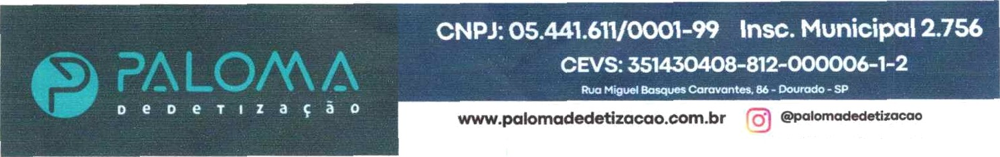 PALOMA
DeDeTIZação
CNPJ: 05.441.611/0001-99 Insc. Municipal 2.756
CEVS: 351430408-812-000006-1-2
Rua Miguel Basques Caravantes, 86 - Dourado - SP
www.palomadedetizacao.com.br @palomadedetizacao